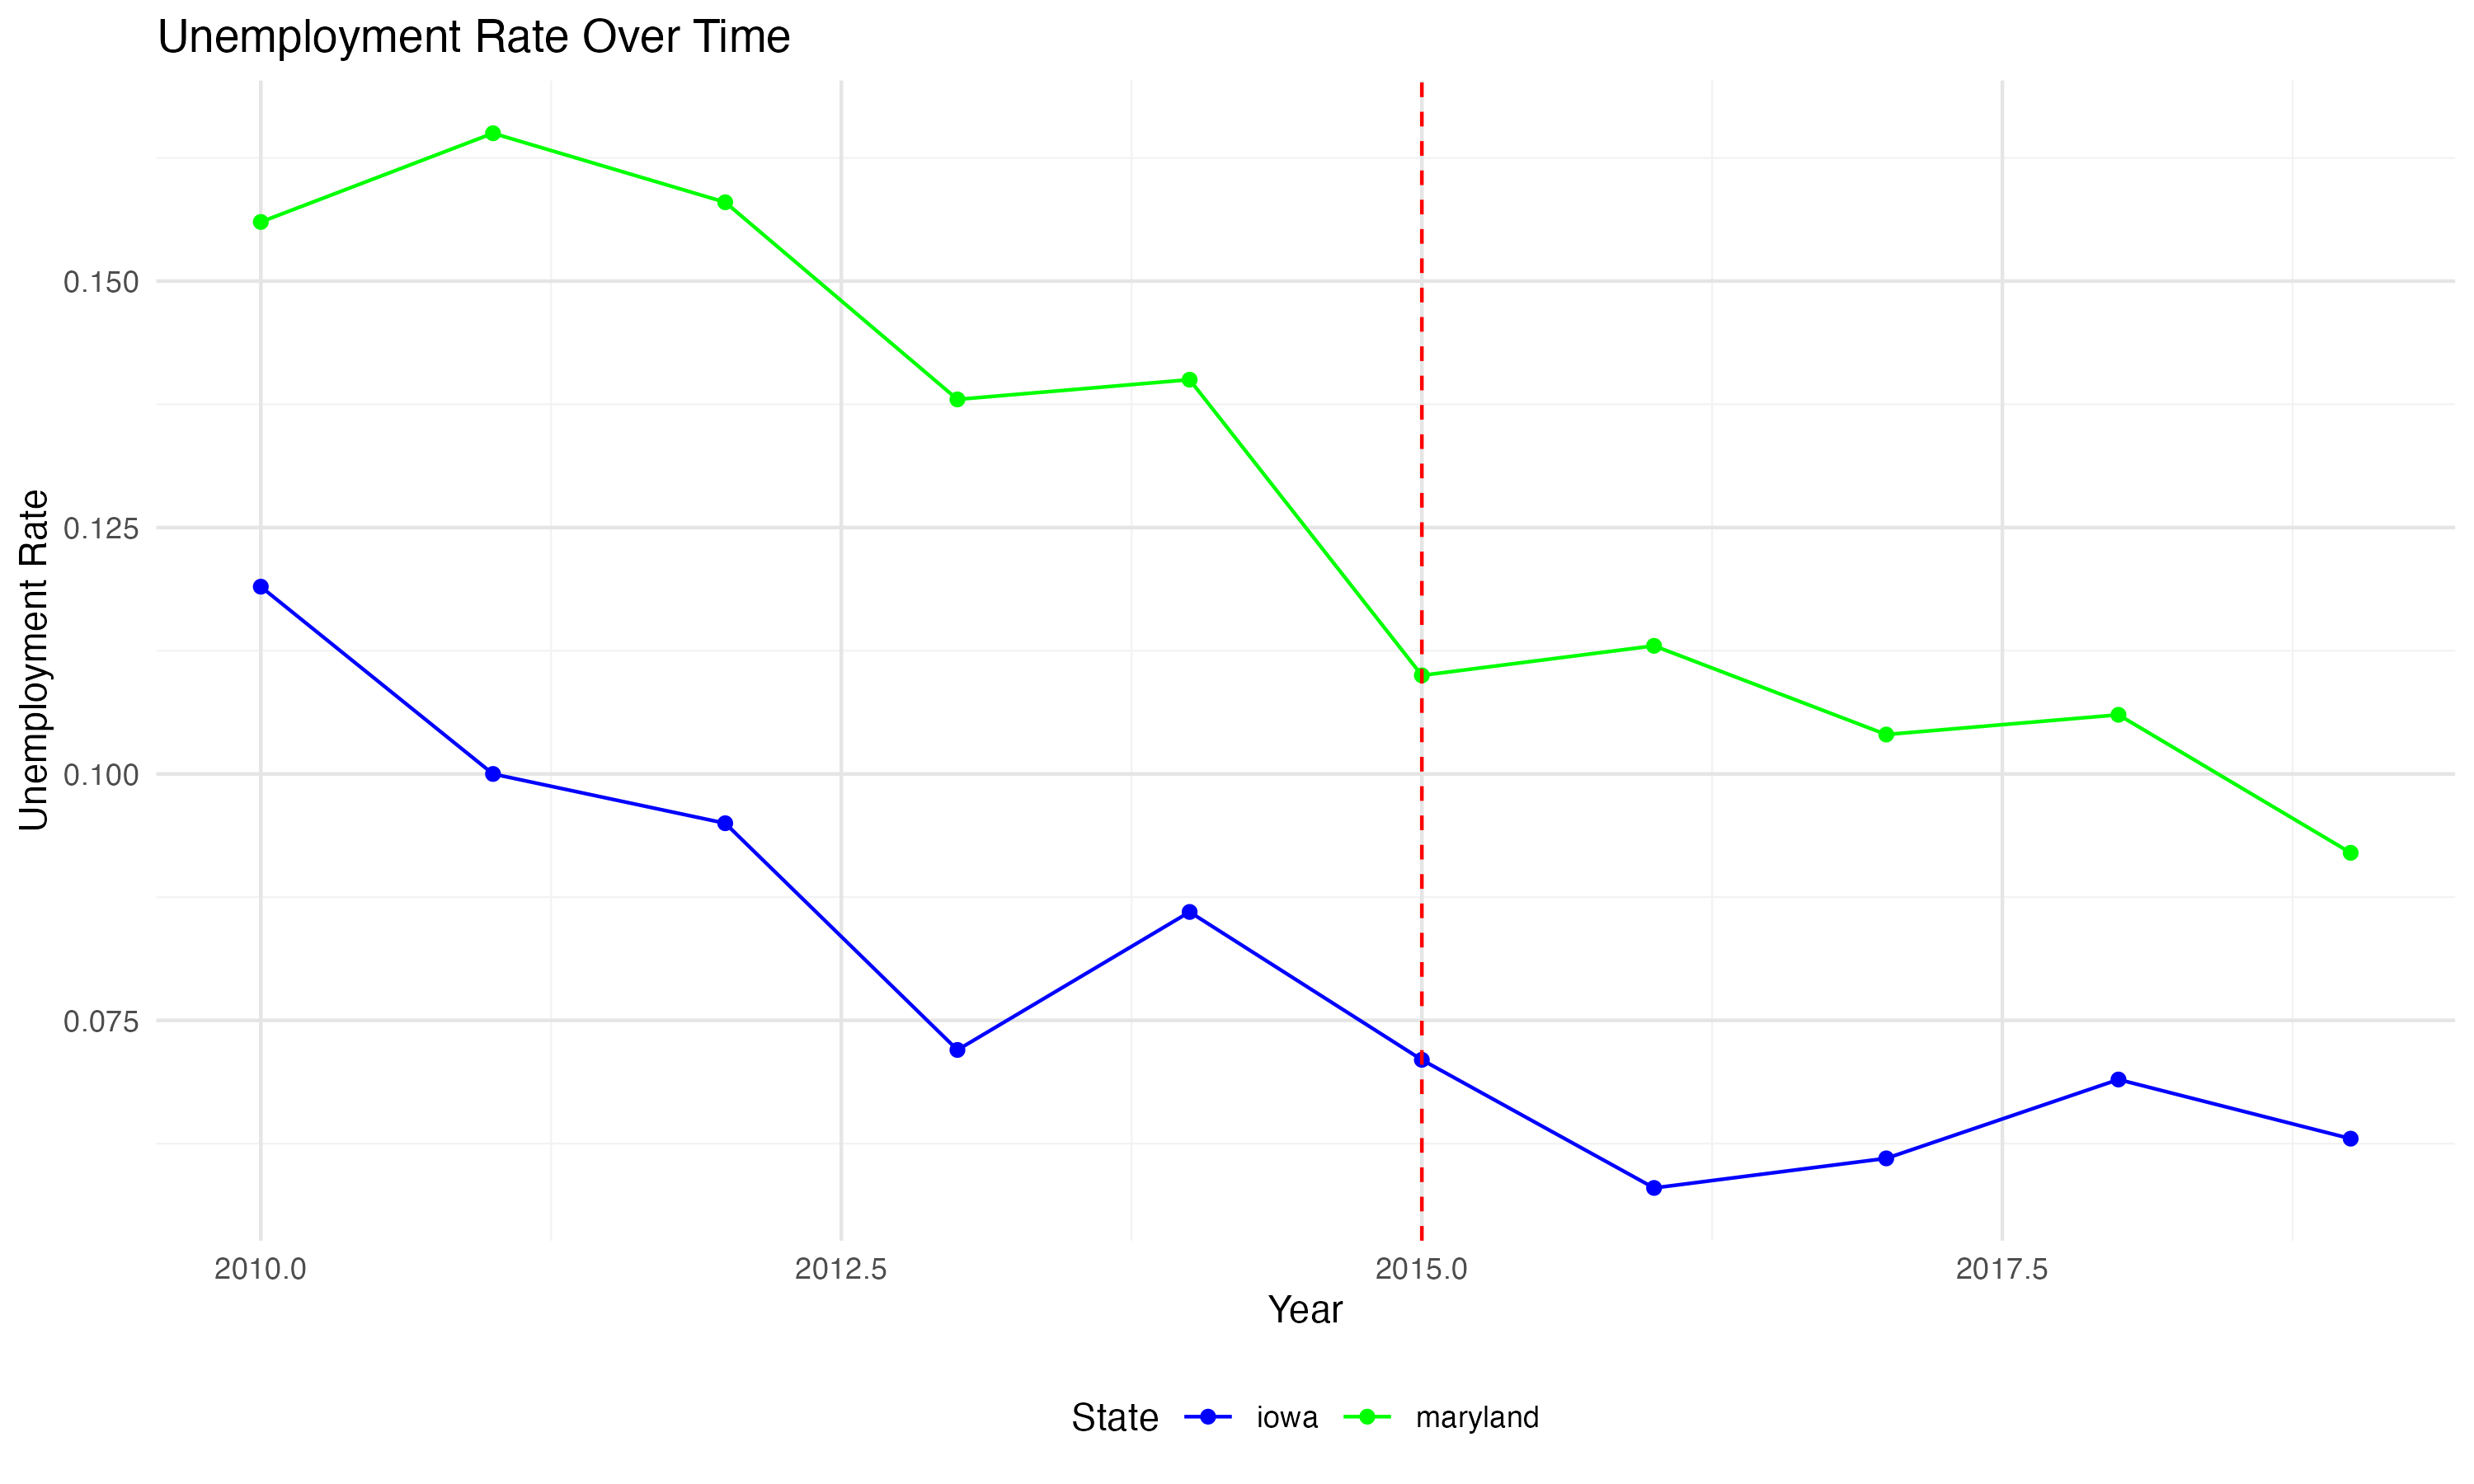 Unemployment Rate Over Time
Unemployment Rate
0.150
0.125
0.100
0.075
2010.0 2012.5 2015.0 2017.5
Year
State iowa maryland